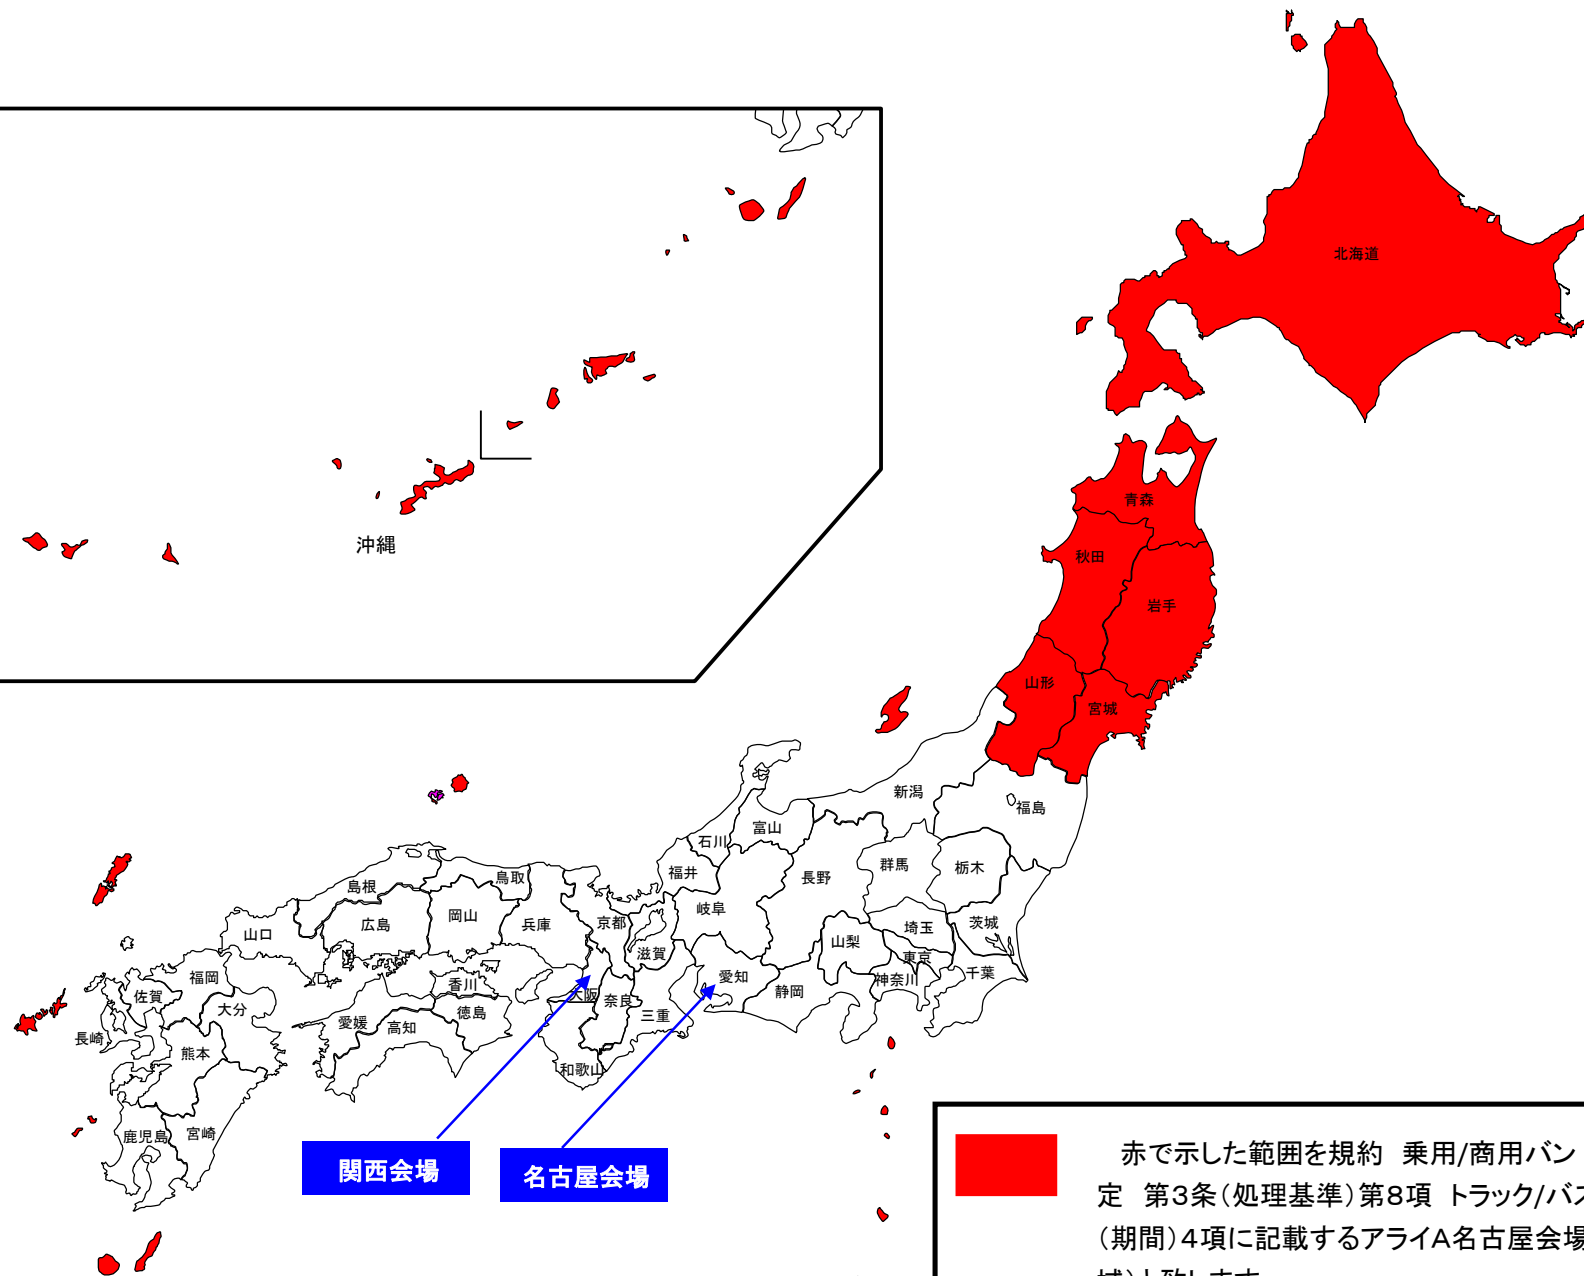 北海道
青森
秋田
岩手
沖縄
山形
宮城
新潟
福島
富山
石川
群馬
栃木
福井
長野
鳥取
島根
岐阜
岡山
広島
兵庫
京都
茨城
埼玉
山口
山梨
滋賀
東京
千葉
福岡
愛知
神奈川
香川
静岡
佐賀
大阪
奈良
大分
徳島
三重
愛媛
高知
長崎
熊本
和歌山
鹿児島
宮崎
関西会場
名古屋会場
赤で示した範囲を規約 乗用/商用バン
定 第3条(処理基準)第8項 トラック/バス
(期間)4項に記載するアライA名古屋会場
域)と致します